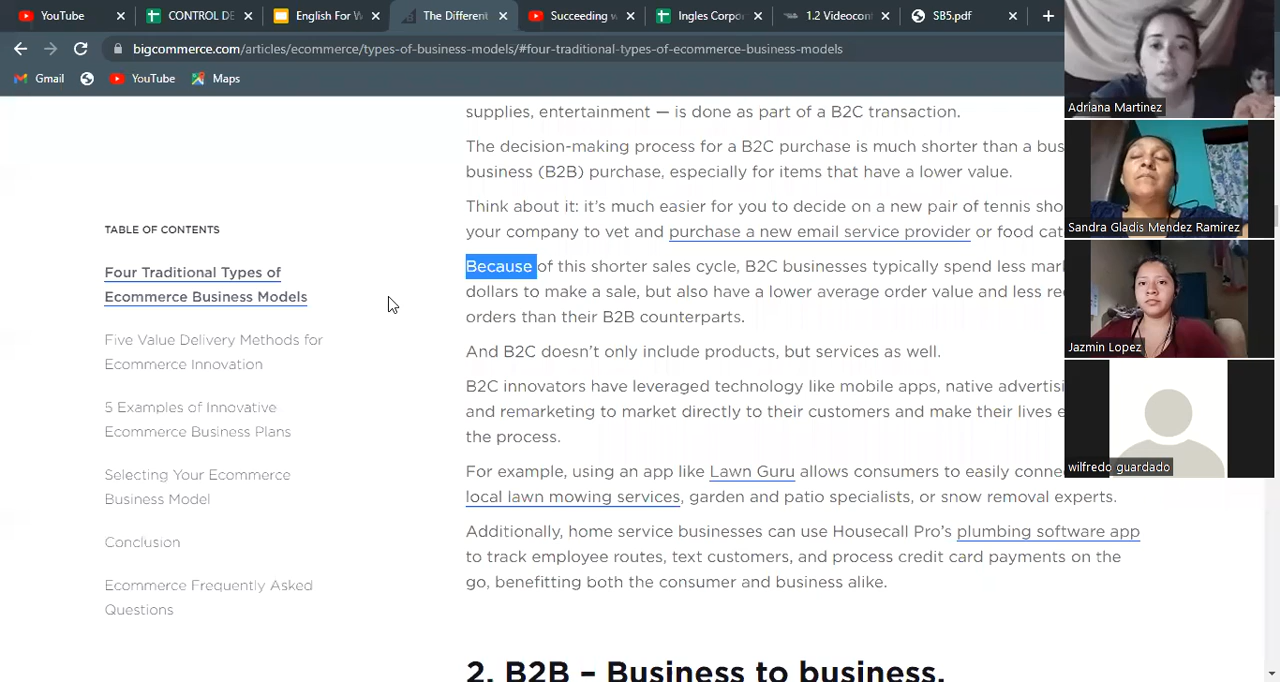 YouTube
CONTROL DE
English For W
The Different
Succeeding w
Ingles Corpo
1.2 Videocont
SB5.pdf
bigcommerce.com/articles/ecommerce/types-of-business-models/#four-traditional-types-of-ecommerce-business-models
Gmail
YouTube
Maps
TABLE OF CONTENTS
Four Traditional Types of
Ecommerce Business Models
Five Value Delivery Methods for
Ecommerce Innovation
5 Examples of Innovative
Ecommerce Business Plans
Selecting Your Ecommerce
Business Model
Conclusion
Ecommerce Frequently Asked
Questions
supplies, entertainment — is done as part of a B2C transaction.
The decision-making process for a B2C purchase is much shorter than a bus
business (B2B) purchase, especially for items that have a lower value.
Think about it: it's much easier for you to decide on a new pair of tennis sho
your company to vet and purchase a new email service provider or food cat
Because of this shorter sales cycle, B2C businesses typically spend less mar
dollars to make a sale, but also have a lower average order value and less re
orders than their B2B counterparts.
And B2C doesn't only include products, but services as well.
B2C innovators have leveraged technology like mobile apps, native advertisi
and remarketing to market directly to their customers and make their lives e
the process.
For example, using an app like Lawn Guru allows consumers to easily conne
local lawn mowing services, garden and patio specialists, or snow removal experts.
Additionally, home service businesses can use Housecall Pro's plumbing software app
to track employee routes, text customers, and process credit card payments on the
go, benefitting both the consumer and business alike.
2. B2B – Business to business.
Adriana Martinez
Sandra Gladis Mendez Ramirez
Jazmin Lopez
wilfredo guardado